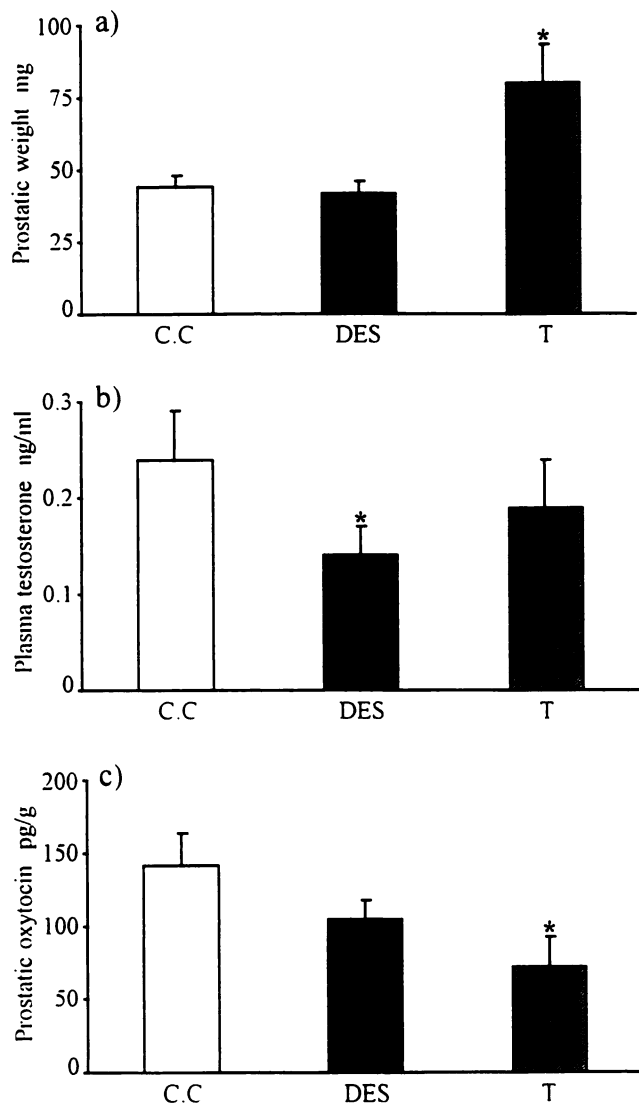 a)
Prostatic weight mg
100
75
50
25
0
*
C.C DES T
b)
Plasma testosterone ng/ml
0.3
0.2
0.1
0
*
C.C DES T
c)
Prostatic oxytocin pg/g
200
150
100
50
0
*
C.C DES T